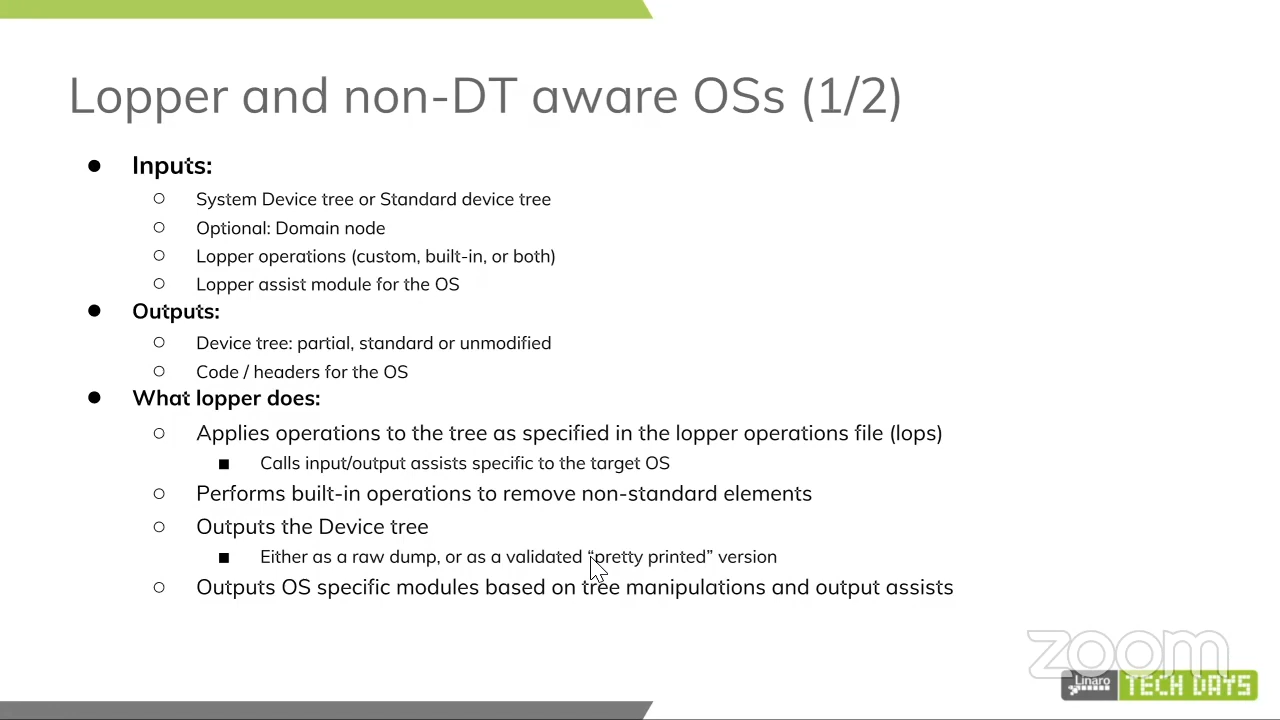 Lopper and non-DT aware OSs (1/2)
● Inputs:
○ System Device tree or Standard device tree
○ Optional: Domain node
○ Lopper operations (custom, built-in, or both)
○ Lopper assist module for the OS
● Outputs:
○ Device tree: partial, standard or unmodified
○ Code / headers for the OS
● What lopper does:
○ Applies operations to the tree as specified in the lopper operations file (lops)
■ Calls input/output assists specific to the target OS
○ Performs built-in operations to remove non-standard elements
○ Outputs the Device tree
■ Either as a raw dump, or as a validated “pretty printed” version
○ Outputs OS specific modules based on tree manipulations and output assists
zoom
Linaro
TECH DAYS